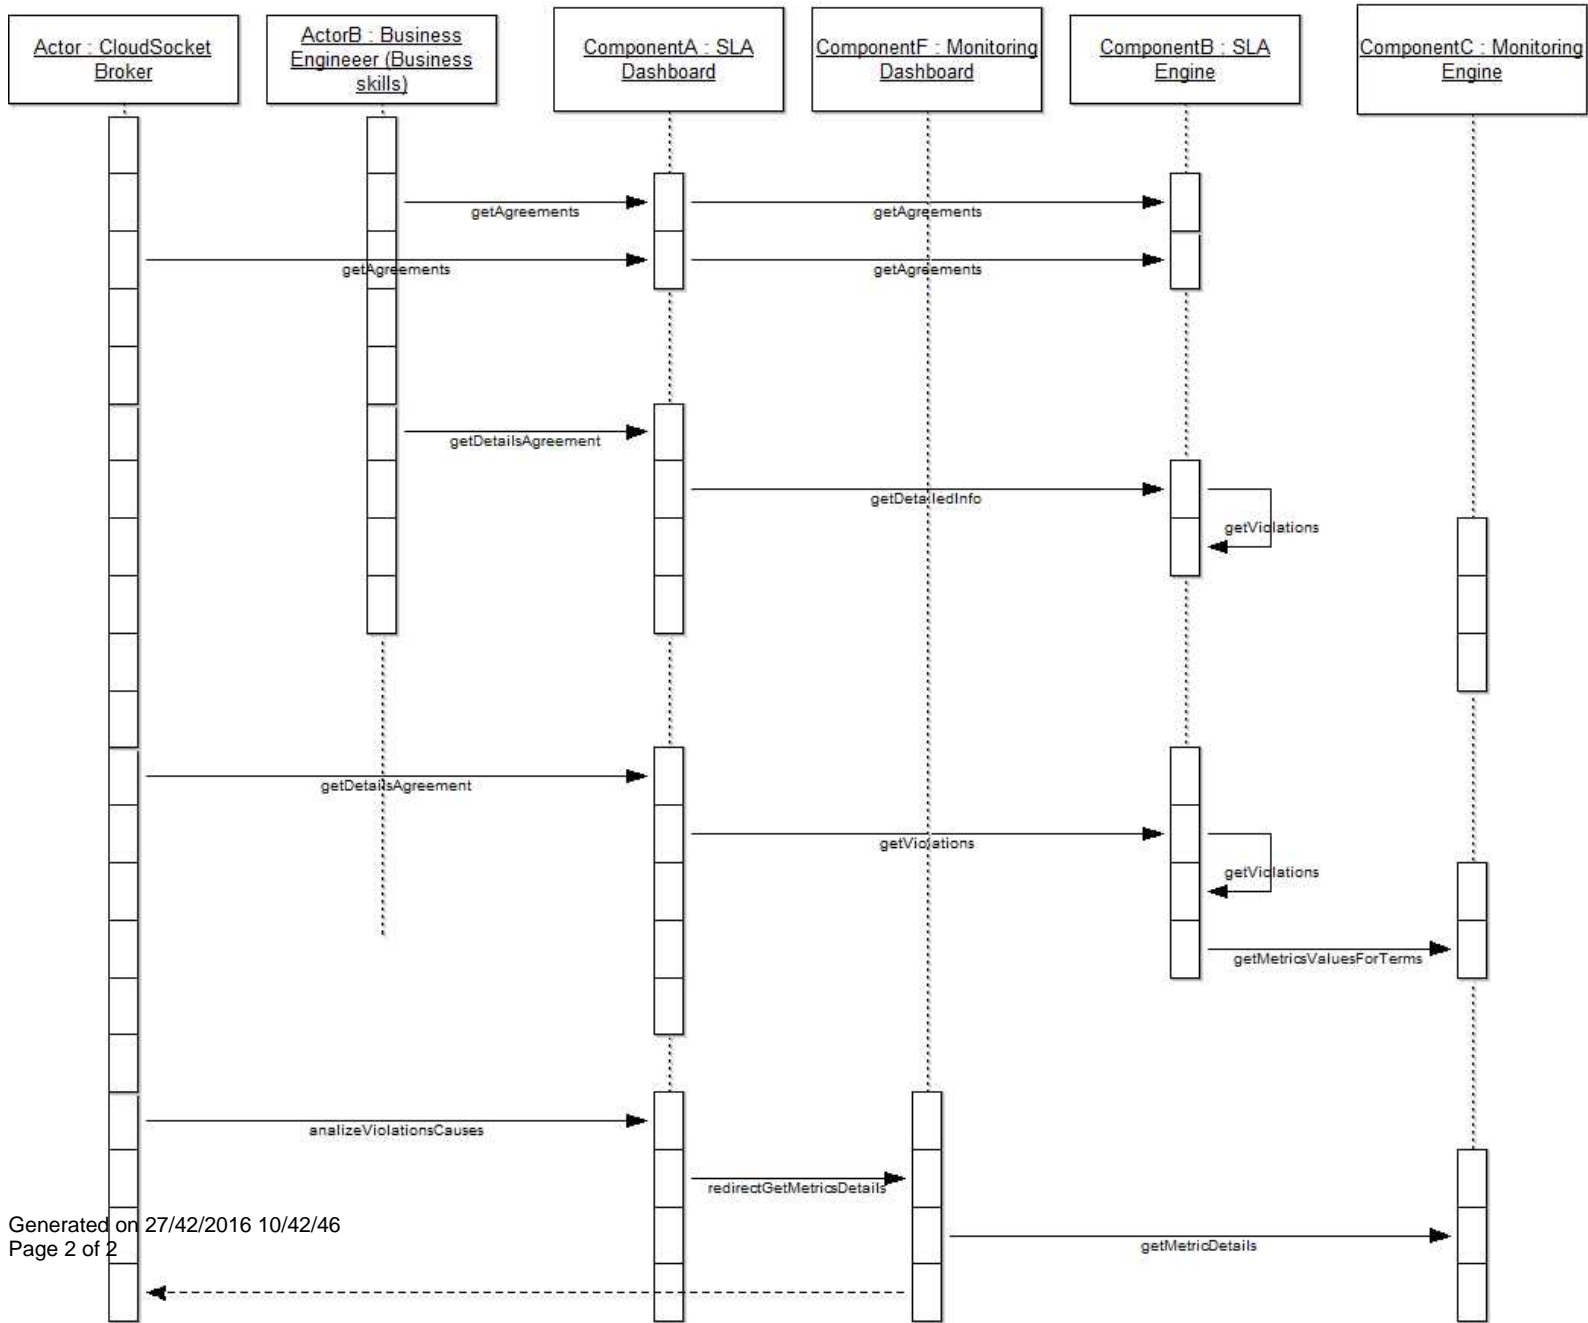 Actor : CloudSocket
Broker
ActorB : Business
Engineeer (Business
skills)
ComponentA : SLA
Dashboard
ComponentF : Monitoring
Dashboard
ComponentB : SLA
Engine
ComponentC : Monitoring
Engine
getAgreements
getAgreements
getAgreements
getAgreements
getDetailsAgreement
getDetailedInfo
getViolations
getDetailsAgreement
getViolations
getViolations
getMetricsValuesForTerms
analizeViolationsCauses
redirectGetMetricsDetails
getMetricDetails
Generated on 27/42/2016 10/42/46
Page 2 of 2